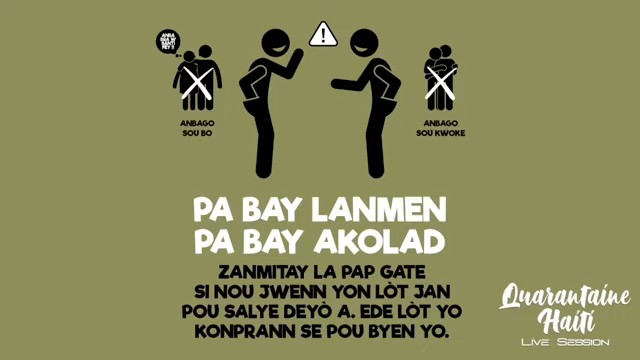 ANBAGO
SOU BO
ANBAGO
SOU KWOKE
PA BAY LANMEN
PA BAY AKOLAD
ZANMITAY LA PAP GATE
SI NOU JWENN YON LÒT JAN
POU SALYE DEYÒ A. EDE LÒT YO
KONPRANN SE POU BYEN YO.
Quarantaine
Haiti
LIVE SESSION